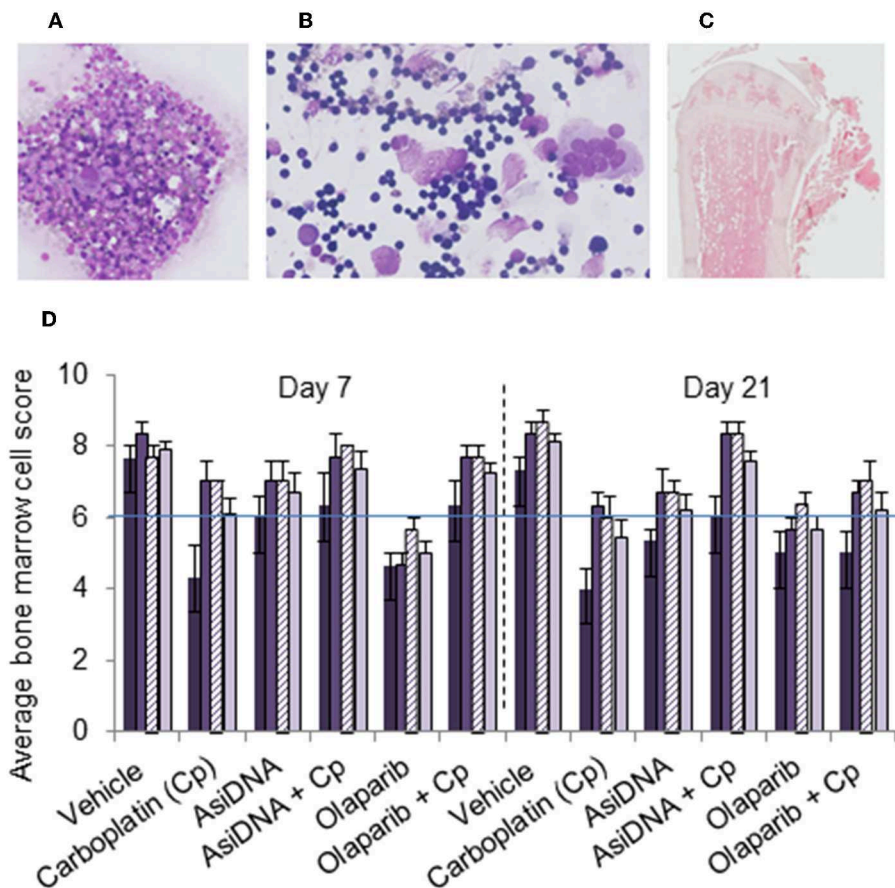 A
B
C
D
Average bone marrow cell score
10
8
6
4
2
0
Day 7
Day 21
Vehicle
Carboplatin (Cp)
AsiDNA
AsiDNA + Cp
Olaparib
Olaparib + Cp
Vehicle
Carboplatin (Cp)
AsiDNA
AsiDNA + Cp
Olaparib
Olaparib + Cp